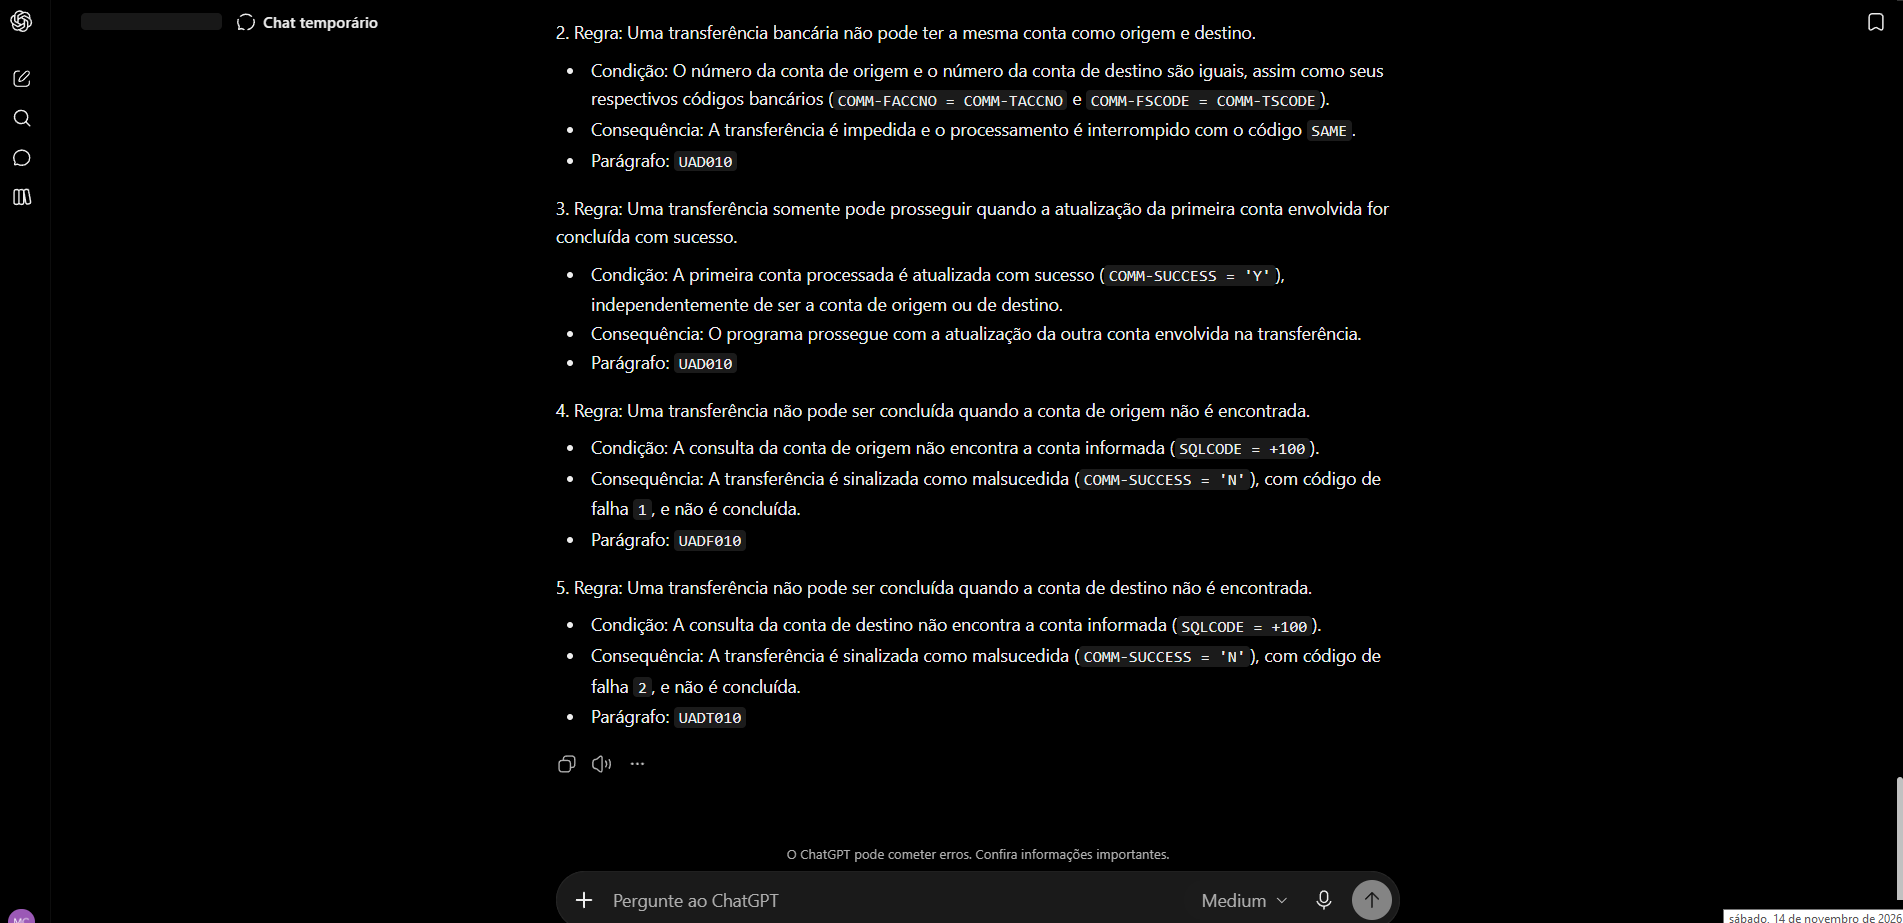 Chat temporário
2. Regra: Uma transferência bancária não pode ter a mesma conta como origem e destino.
• Condição: O número da conta de origem e o número da conta de destino são iguais, assim como seus
respectivos códigos bancários (COMM-FACCNO = COMM-TACCNO e COMM-FSCODE = COMM-TSCODE).
• Consequência: A transferência é impedida e o processamento é interrompido com o código SAME.
• Parágrafo: UAD010
3. Regra: Uma transferência somente pode prosseguir quando a atualização da primeira conta envolvida for
concluída com sucesso.
• Condição: A primeira conta processada é atualizada com sucesso (COMM-SUCCESS = 'Y'),
independentemente de ser a conta de origem ou de destino.
• Consequência: O programa prossegue com a atualização da outra conta envolvida na transferência.
• Parágrafo: UAD010
4. Regra: Uma transferência não pode ser concluída quando a conta de origem não é encontrada.
• Condição: A consulta da conta de origem não encontra a conta informada (SQLCODE = +100).
• Consequência: A transferência é sinalizada como malsucedida (COMM-SUCCESS = 'N'), com código de
falha 1, e não é concluída.
• Parágrafo: UADF010
5. Regra: Uma transferência não pode ser concluída quando a conta de destino não é encontrada.
• Condição: A consulta da conta de destino não encontra a conta informada (SQLCODE = +100).
• Consequência: A transferência é sinalizada como malsucedida (COMM-SUCCESS = 'N'), com código de
falha 2, e não é concluída.
• Parágrafo: UADT010
O ChatGPT pode cometer erros. Confira informações importantes.
Pergunte ao ChatGPT
Medium
MC
sábado, 14 de novembro de 2026